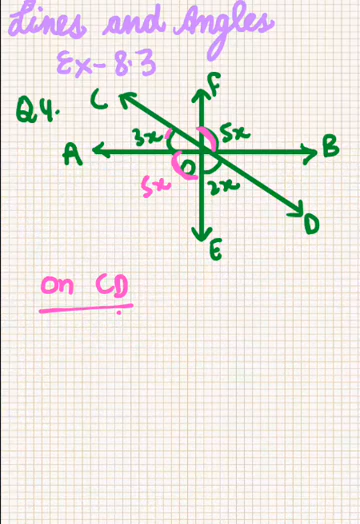 Lines and Angles
Ex-8.3
Q4.
C
F
3x
5x
A
O
B
5x
2x
D
E
On CD